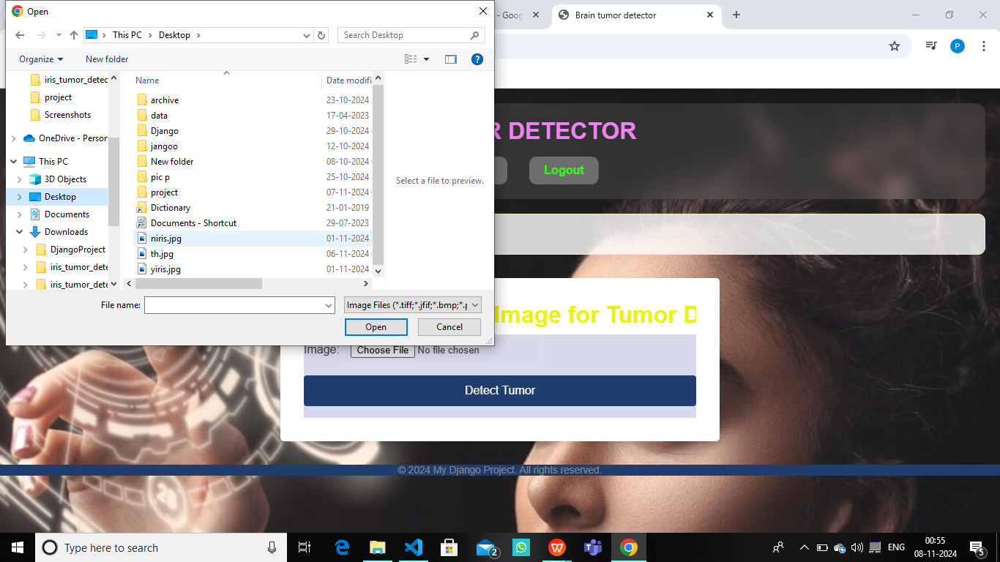 Open
- Goog
Brain tumor detector
This PC
Desktop
Search Desktop
Organize
New folder
P
iris_tumor_detec
project
Screenshots
OneDrive - Person
This PC
3D Objects
Desktop
Documents
Downloads
DjangoProject
iris_tumor_dete
iris_tumor_dete
Name Date modifi
archive 23-10-2024
data 17-04-2023
Django 29-10-2024
jangoo 12-10-2024
New folder 08-10-2024
pic p 25-10-2024
project 07-11-2024
Dictionary 21-01-2019
Documents - Shortcut 29-07-2023
niris.jpg 01-11-2024
th.jpg 06-11-2024
yiris.jpg 01-11-2024
Select a file to preview.
File name:
Image Files (*.tiff;*.jfif;*.bmp;*.p
Open
Cancel
R DETECTOR
Logout
Image for Tumor D
Image: Choose File No file chosen
Detect Tumor
© 2024 My Django Project. All rights reserved.
Type here to search
2
ENG
00:55
08-11-2024
5